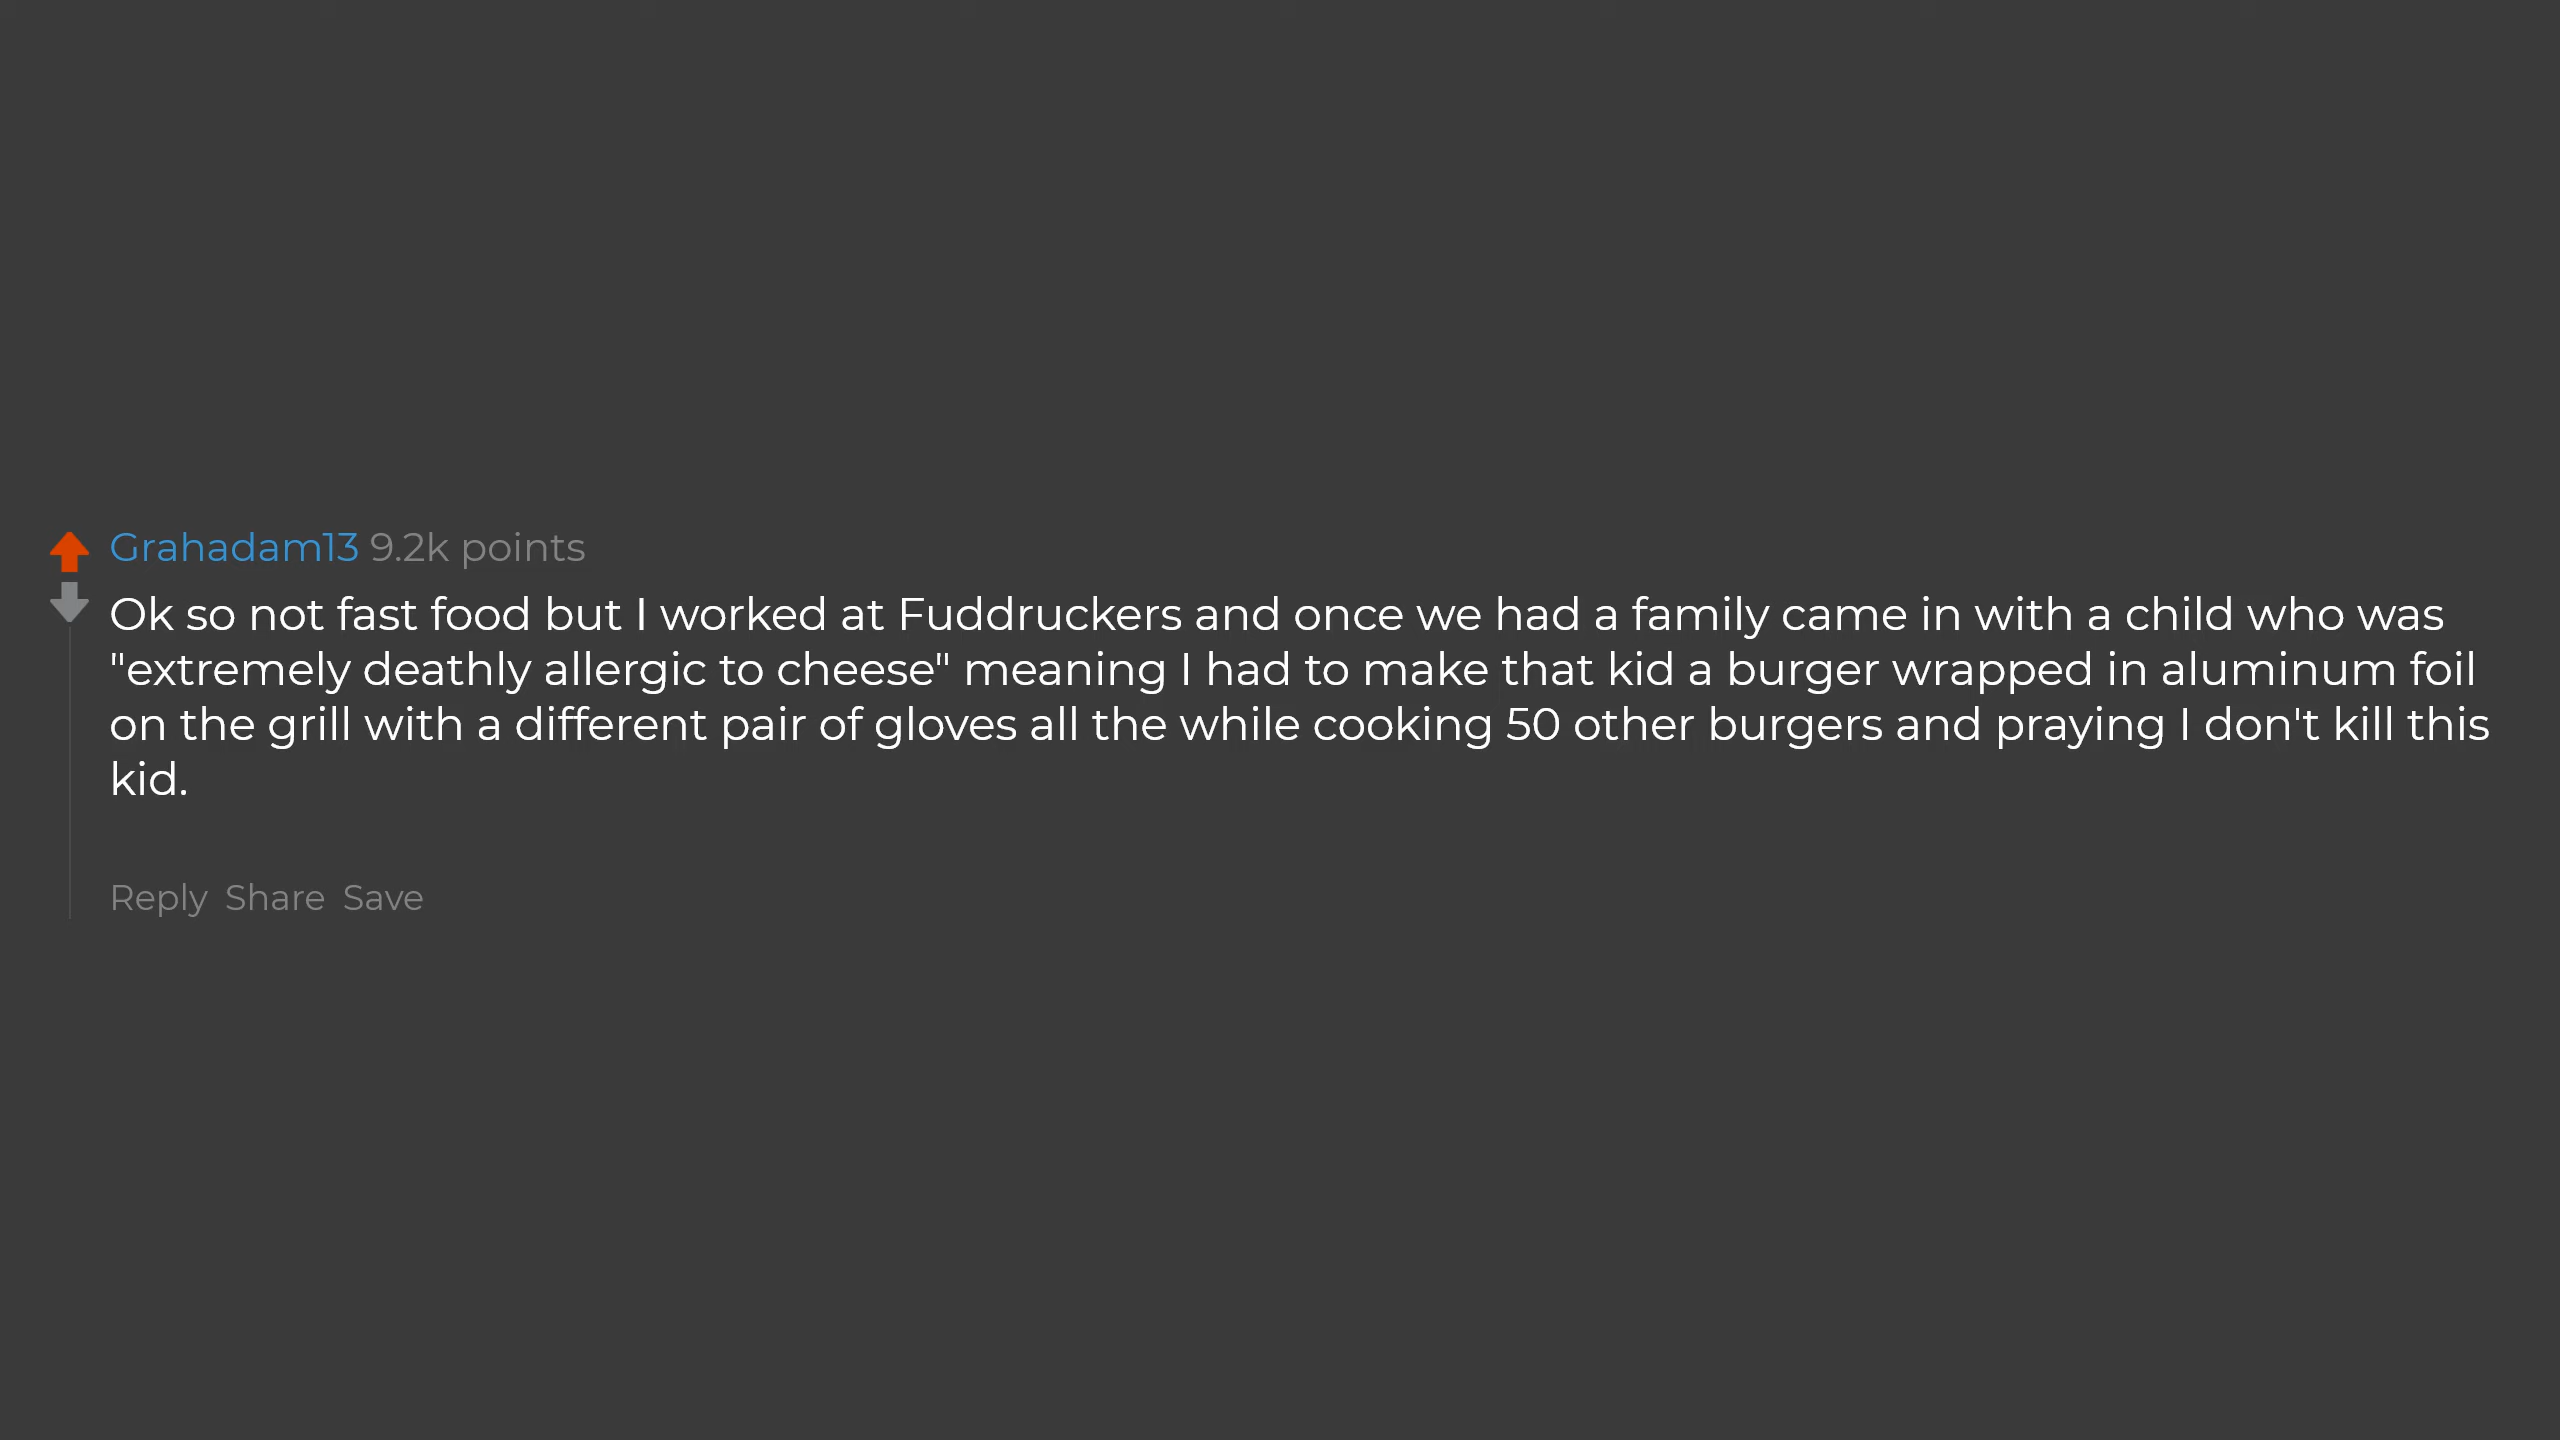 Grahadam13 9.2k points
Ok so not fast food but I worked at Fuddruckers and once we had a family came in with a child who was
"extremely deathly allergic to cheese" meaning I had to make that kid a burger wrapped in aluminum foil
on the grill with a different pair of gloves all the while cooking 50 other burgers and praying I don't kill this
kid.
Reply Share Save